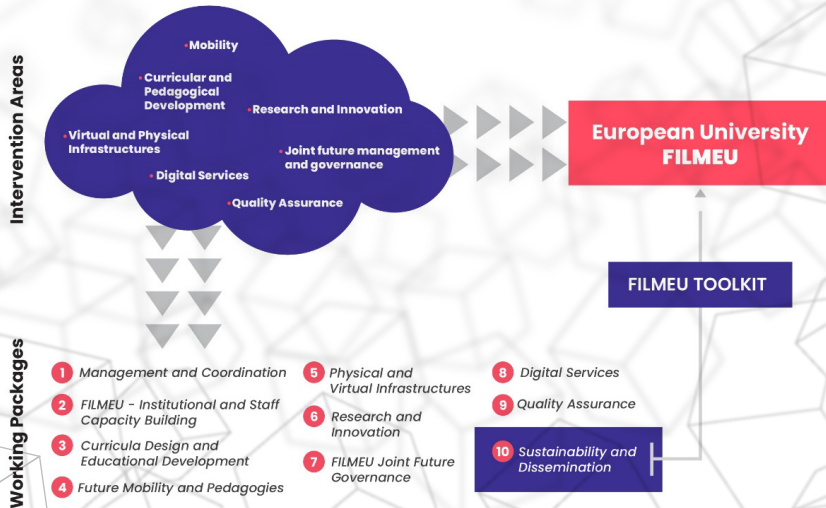 Intervention Areas
•Mobility
•Curricular and
Pedagogical
Development
•Research and Innovation
•Virtual and Physical
Infrastructures
•Joint future management
and governance
•Digital Services
•Quality Assurance
European University
FILMEU
FILMEU TOOLKIT
Working Packages
1 Management and Coordination
2 FILMEU - Institutional and Staff
Capacity Building
3 Curricula Design and
Educational Development
4 Future Mobility and Pedagogies
5 Physical and
Virtual Infrastructures
6 Research and
Innovation
7 FILMEU Joint Future
Governance
8 Digital Services
9 Quality Assurance
10 Sustainability and
Dissemination